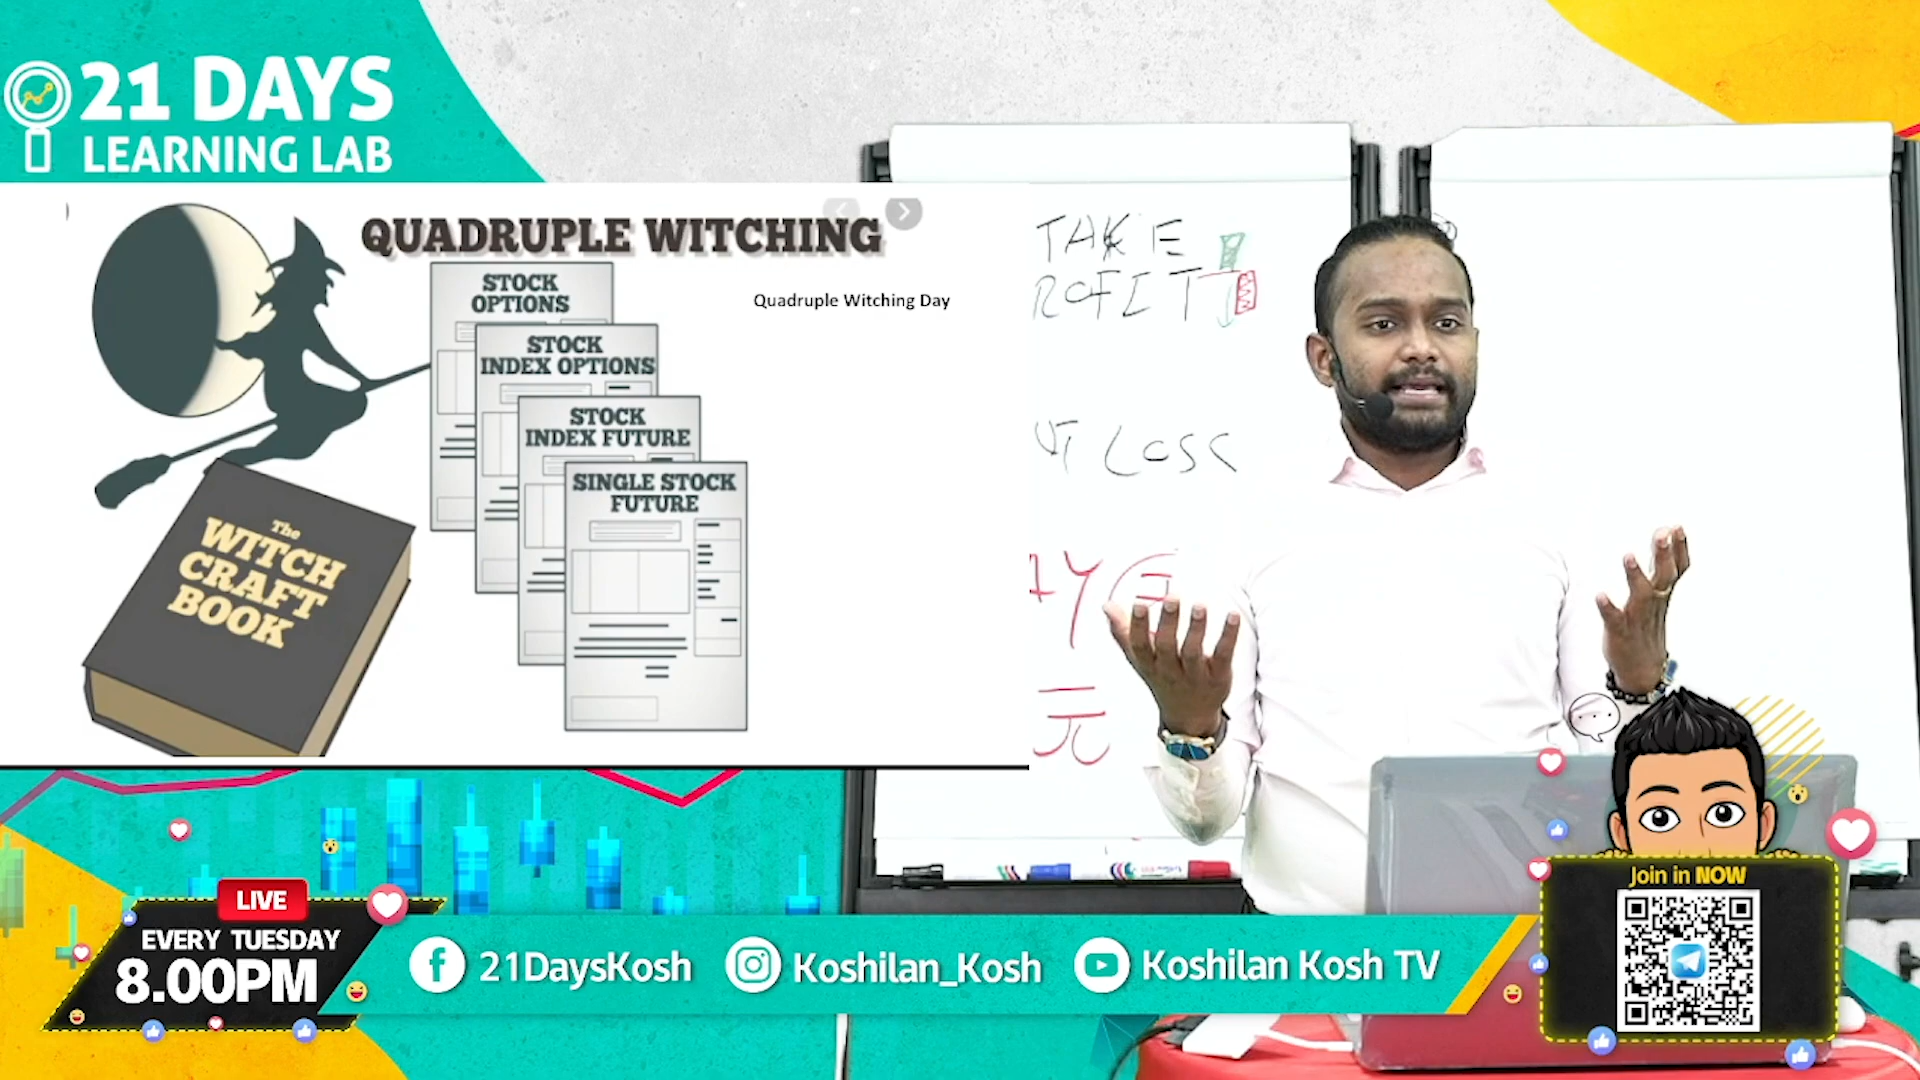 21 DAYS
LEARNING LAB
QUADRUPLE WITCHING
STOCK
OPTIONS
Quadruple Witching Day
STOCK
INDEX OPTIONS
STOCK
INDEX FUTURE
SINGLE STOCK
FUTURE
The
WITCH
CRAFT
BOOK
TAKE
ROFIT
UT LOSS
LIVE
EVERY TUESDAY
8.00PM
21DaysKosh
Koshilan_Kosh
Koshilan Kosh TV
Join in NOW